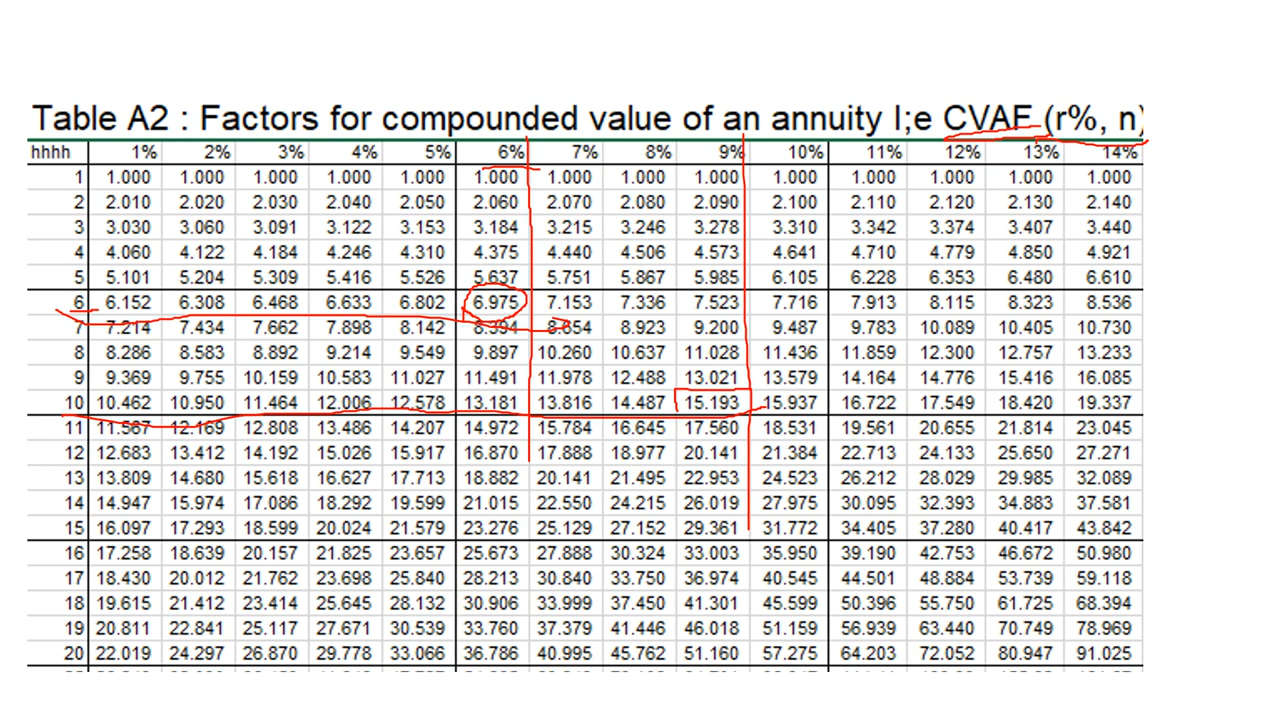 Table A2 : Factors for compounded value of an annuity I;e CVAF (r%, n)
hhhh 1% 2% 3% 4% 5% 6% 7% 8% 9% 10% 11% 12% 13% 14%
1 1.000 1.000 1.000 1.000 1.000 1.000 1.000 1.000 1.000 1.000 1.000 1.000 1.000 1.000
2 2.010 2.020 2.030 2.040 2.050 2.060 2.070 2.080 2.090 2.100 2.110 2.120 2.130 2.140
3 3.030 3.060 3.091 3.122 3.153 3.184 3.215 3.246 3.278 3.310 3.342 3.374 3.407 3.440
4 4.060 4.122 4.184 4.246 4.310 4.375 4.440 4.506 4.573 4.641 4.710 4.779 4.850 4.921
5 5.101 5.204 5.309 5.416 5.526 5.637 5.751 5.867 5.985 6.105 6.228 6.353 6.480 6.610
6 6.152 6.308 6.468 6.633 6.802 6.975 7.153 7.336 7.523 7.716 7.913 8.115 8.323 8.536
7 7.214 7.434 7.662 7.898 8.142 8.394 8.654 8.923 9.200 9.487 9.783 10.089 10.405 10.730
8 8.286 8.583 8.892 9.214 9.549 9.897 10.260 10.637 11.028 11.436 11.859 12.300 12.757 13.233
9 9.369 9.755 10.159 10.583 11.027 11.491 11.978 12.488 13.021 13.579 14.164 14.776 15.416 16.085
10 10.462 10.950 11.464 12.006 12.578 13.181 13.816 14.487 15.193 15.937 16.722 17.549 18.420 19.337
11 11.567 12.169 12.808 13.486 14.207 14.972 15.784 16.645 17.560 18.531 19.561 20.655 21.814 23.045
12 12.683 13.412 14.192 15.026 15.917 16.870 17.888 18.977 20.141 21.384 22.713 24.133 25.650 27.271
13 13.809 14.680 15.618 16.627 17.713 18.882 20.141 21.495 22.953 24.523 26.212 28.029 29.985 32.089
14 14.947 15.974 17.086 18.292 19.599 21.015 22.550 24.215 26.019 27.975 30.095 32.393 34.883 37.581
15 16.097 17.293 18.599 20.024 21.579 23.276 25.129 27.152 29.361 31.772 34.405 37.280 40.417 43.842
16 17.258 18.639 20.157 21.825 23.657 25.673 27.888 30.324 33.003 35.950 39.190 42.753 46.672 50.980
17 18.430 20.012 21.762 23.698 25.840 28.213 30.840 33.750 36.974 40.545 44.501 48.884 53.739 59.118
18 19.615 21.412 23.414 25.645 28.132 30.906 33.999 37.450 41.301 45.599 50.396 55.750 61.725 68.394
19 20.811 22.841 25.117 27.671 30.539 33.760 37.379 41.446 46.018 51.159 56.939 63.440 70.749 78.969
20 22.019 24.297 26.870 29.778 33.066 36.786 40.995 45.762 51.160 57.275 64.203 72.052 80.947 91.025